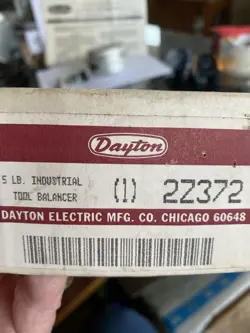 Dayton
5 LB. INDUSTRIAL
TOOL BALANCER
(1) 2Z372
DAYTON ELECTRIC MFG. CO. CHICAGO 60648